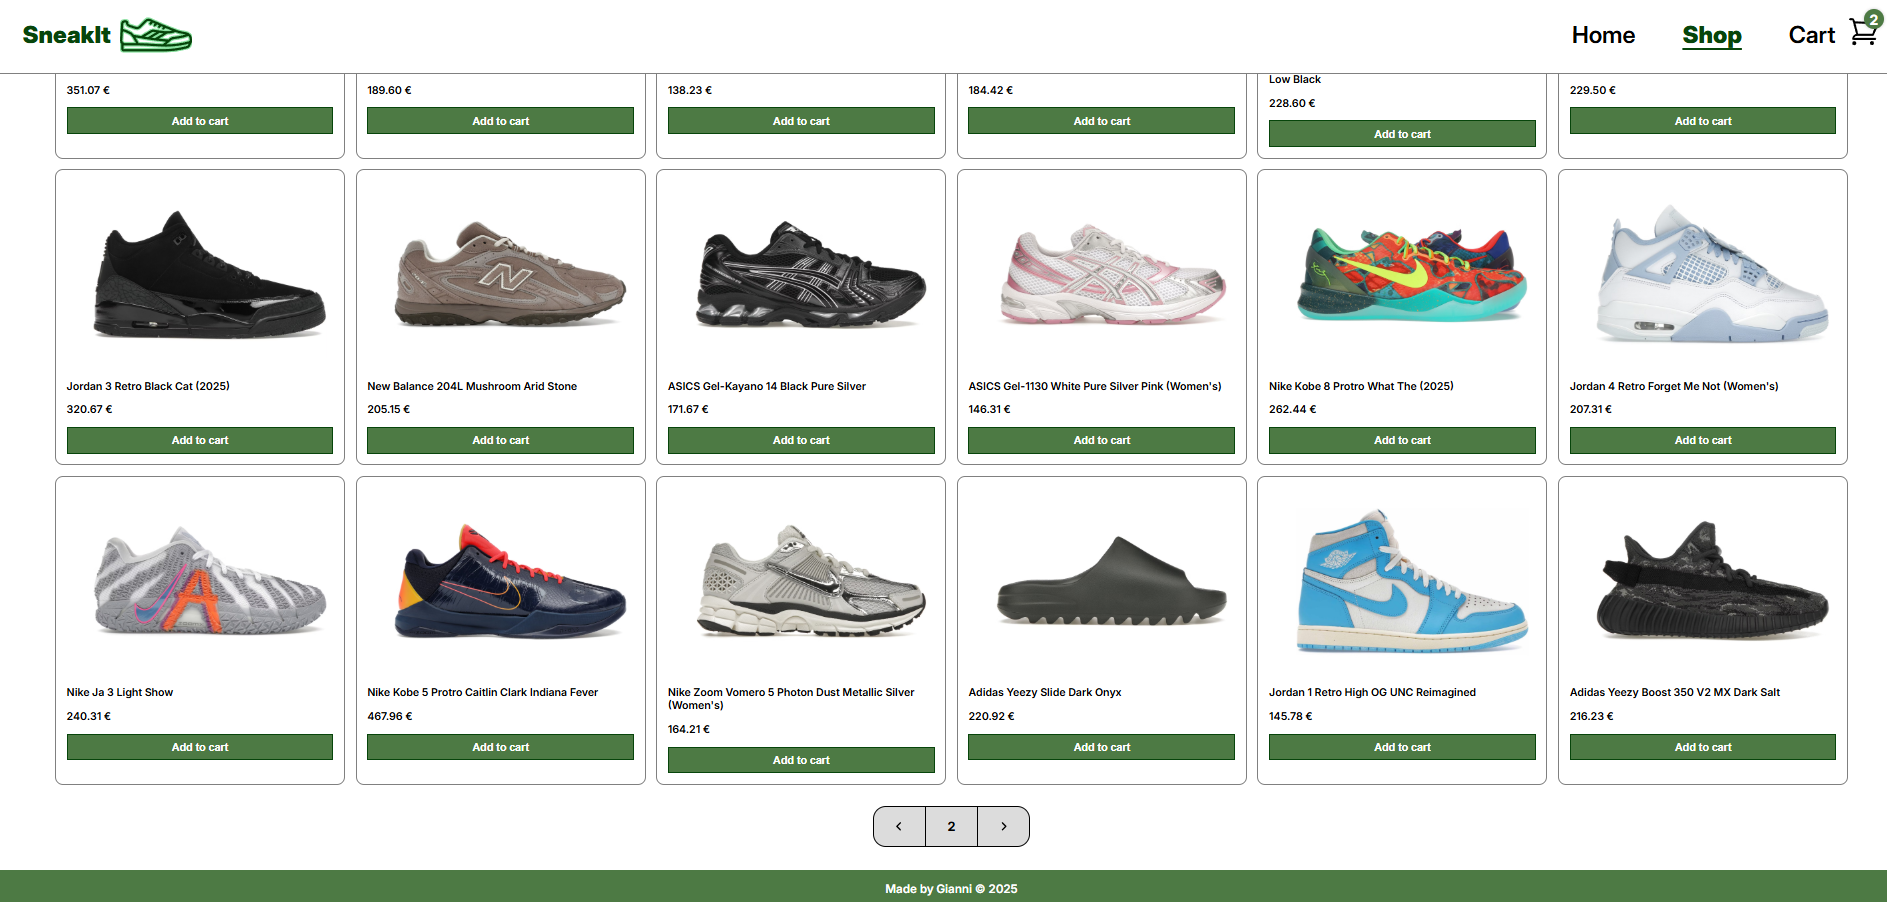 SneakIt
Home
Shop
Cart
2
Low Black
351.07 €
189.60 €
138.23 €
184.42 €
228.60 €
229.50 €
Add to cart
Add to cart
Add to cart
Add to cart
Add to cart
Add to cart
Jordan 3 Retro Black Cat (2025)
320.67 €
Add to cart
New Balance 204L Mushroom Arid Stone
205.15 €
Add to cart
ASICS Gel-Kayano 14 Black Pure Silver
171.67 €
Add to cart
ASICS Gel-1130 White Pure Silver Pink (Women's)
146.31 €
Add to cart
Nike Kobe 8 Protro What The (2025)
262.44 €
Add to cart
Jordan 4 Retro Forget Me Not (Women's)
207.31 €
Add to cart
Nike Ja 3 Light Show
240.31 €
Add to cart
Nike Kobe 5 Protro Caitlin Clark Indiana Fever
467.96 €
Add to cart
Nike Zoom Vomero 5 Photon Dust Metallic Silver
(Women's)
164.21 €
Add to cart
Adidas Yeezy Slide Dark Onyx
220.92 €
Add to cart
Jordan 1 Retro High OG UNC Reimagined
145.78 €
Add to cart
Adidas Yeezy Boost 350 V2 MX Dark Salt
216.23 €
Add to cart
2
Made by Gianni © 2025